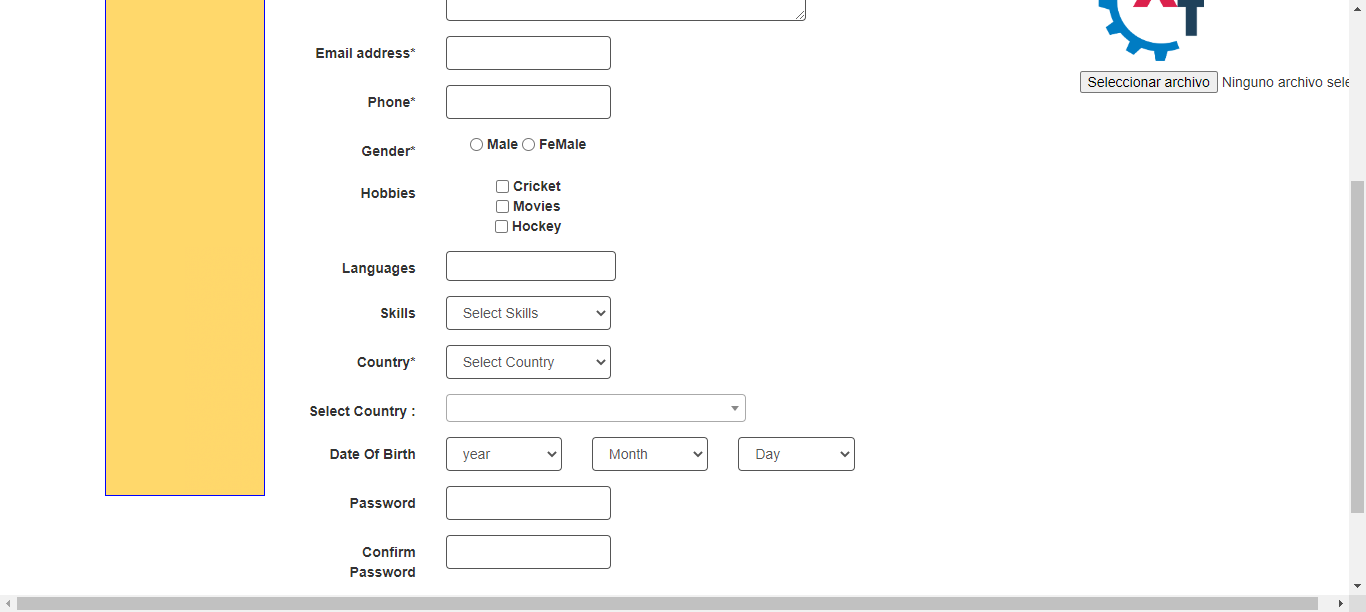 Email address*
Seleccionar archivo Ninguno archivo sele
Phone*
Gender* Male FeMale
Hobbies Cricket
Movies
Hockey
Languages
Skills Select Skills
Country* Select Country
Select Country :
Date Of Birth year Month Day
Password
Confirm
Password